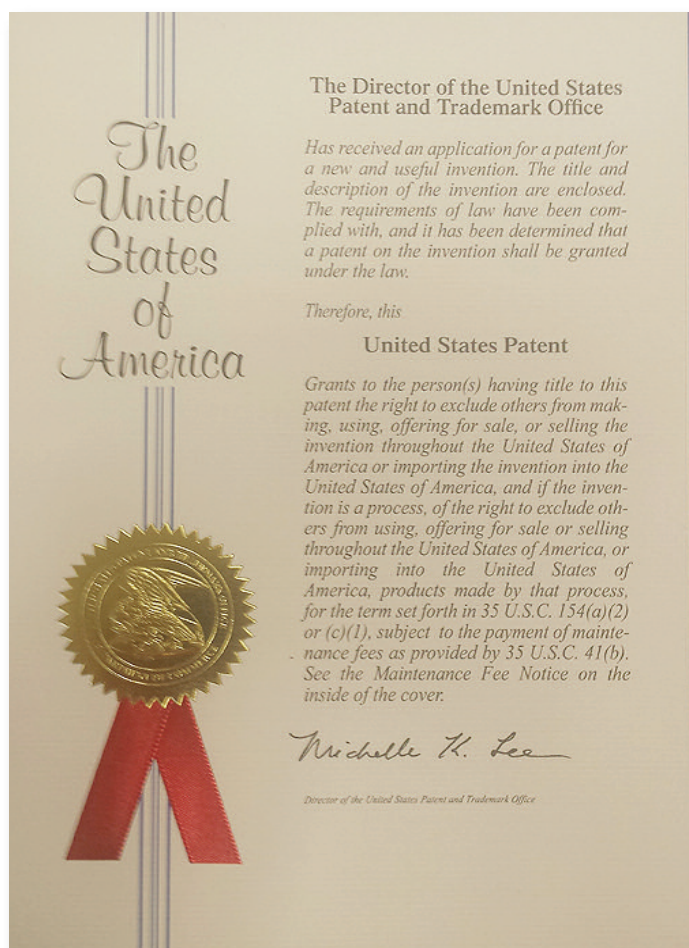 The
United
States
of
America
The Director of the United States
Patent and Trademark Office
Has received an application for a patent for
a new and useful invention. The title and
description of the invention are enclosed.
The requirements of law have been com-
plied with, and it has been determined that
a patent on the invention shall be granted
under the law.
Therefore, this
United States Patent
Grants to the person(s) having title to this
patent the right to exclude others from mak-
ing, using, offering for sale, or selling the
invention throughout the United States of
America or importing the invention into the
United States of America, and if the inven-
tion is a process, of the right to exclude oth-
ers from using, offering for sale or selling
throughout the United States of America, or
importing into the United States of
America, products made by that process,
for the term set forth in 35 U.S.C. 154(a)(2)
or (c)(1), subject to the payment of mainte-
nance fees as provided by 35 U.S.C. 41(b).
See the Maintenance Fee Notice on the
inside of the cover.
Michelle K. Lee
Director of the United States Patent and Trademark Office